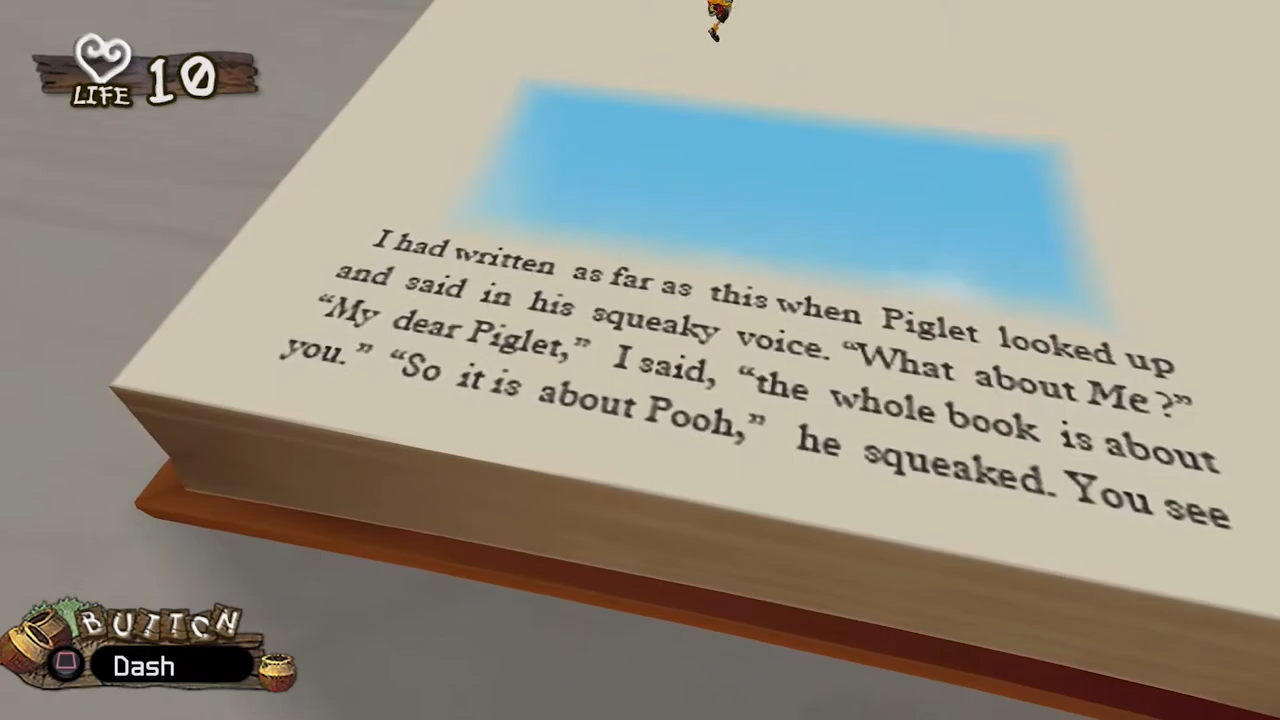 LIFE 10
I had written as far as this when Piglet looked up
and said in his squeaky voice. “What about Me?”
“My dear Piglet,” I said, “the whole book is about
you.” “So it is about Pooh,” he squeaked. You see
BUTTON
Dash